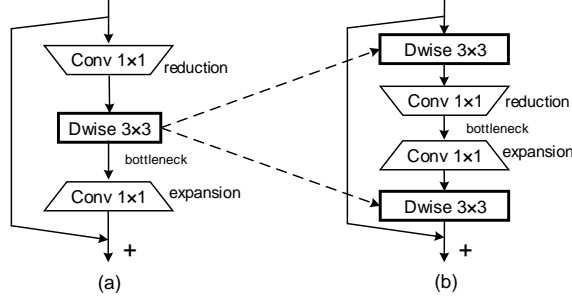 Conv 1×1
reduction
Dwise 3×3
bottleneck
Conv 1×1
expansion
+
(a)
Dwise 3×3
Conv 1×1
reduction
bottleneck
Conv 1×1
expansion
Dwise 3×3
+
(b)